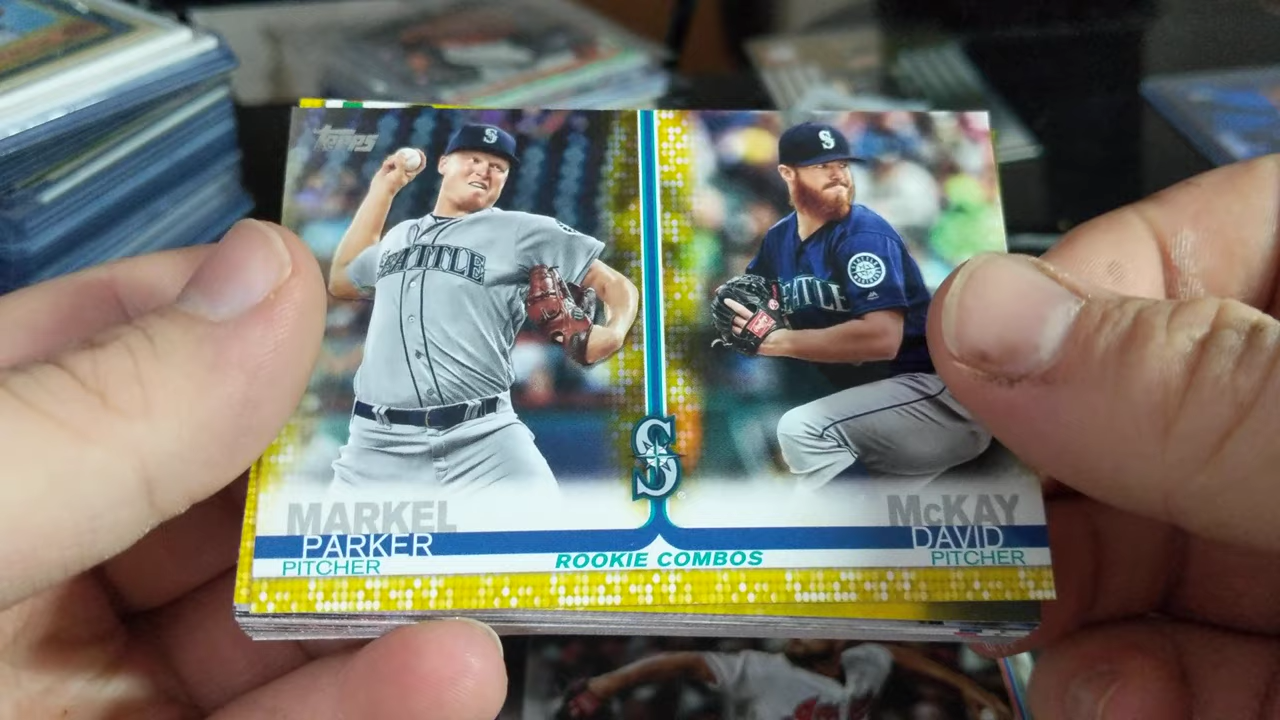 Topps
S
S
SEATTLE
SEATTLE
S
MARKEL
PARKER
PITCHER
ROOKIE COMBOS
McKAY
DAVID
PITCHER